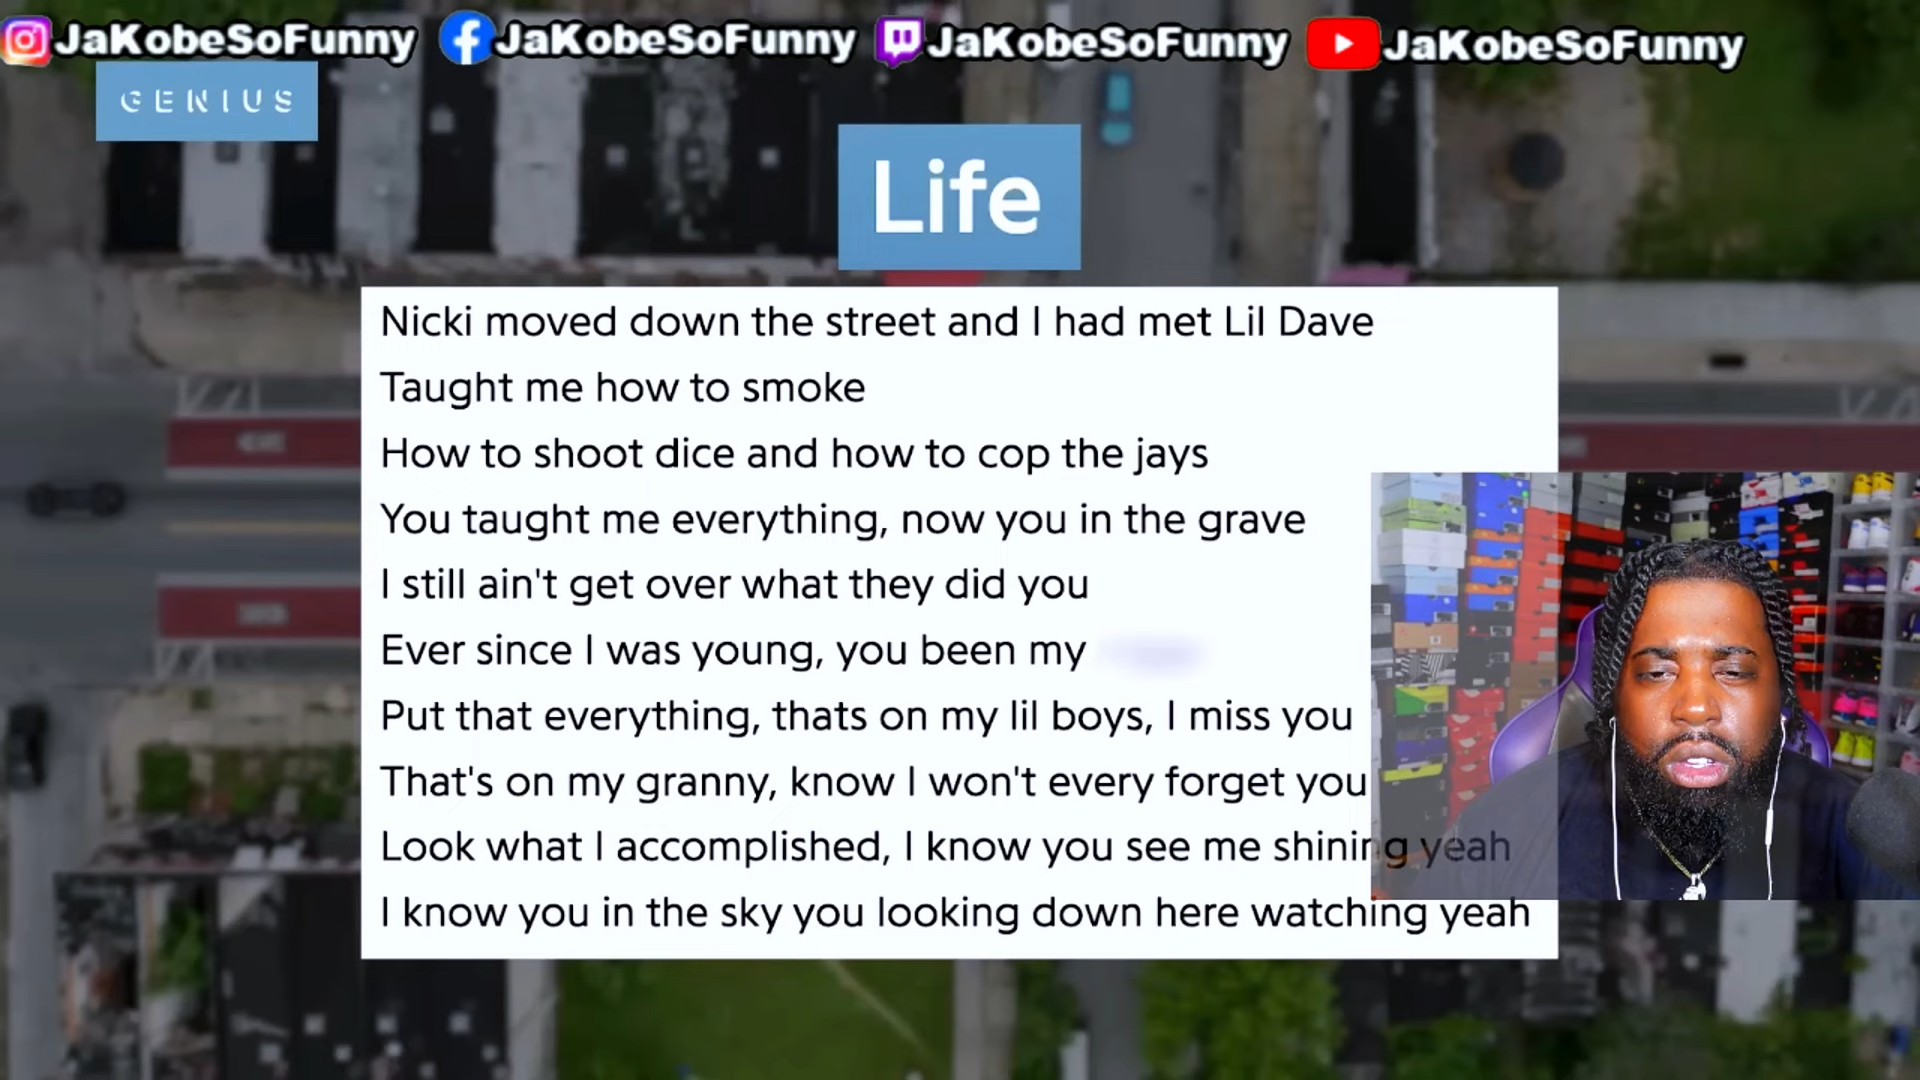 JaKobeSoFunny JaKobeSoFunny JaKobeSoFunny JaKobeSoFunny
GENIUS
Life
Nicki moved down the street and I had met Lil Dave
Taught me how to smoke
How to shoot dice and how to cop the jays
You taught me everything, now you in the grave
I still ain't get over what they did you
Ever since I was young, you been my
Put that everything, thats on my lil boys, I miss you
That's on my granny, know I won't every forget you
Look what I accomplished, I know you see me shining yeah
I know you in the sky you looking down here watching yeah